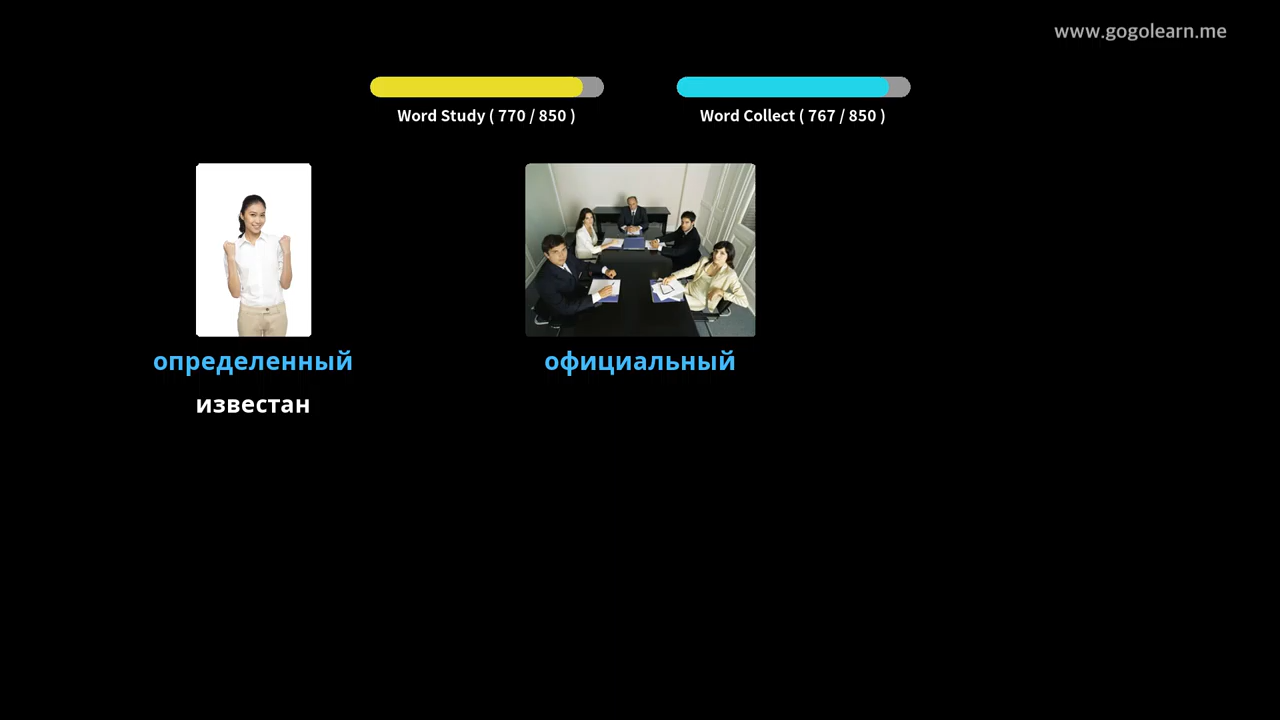 www.gogolearn.me
Word Study ( 770 / 850 )
Word Collect ( 767 / 850 )
определенный
официальный
известан